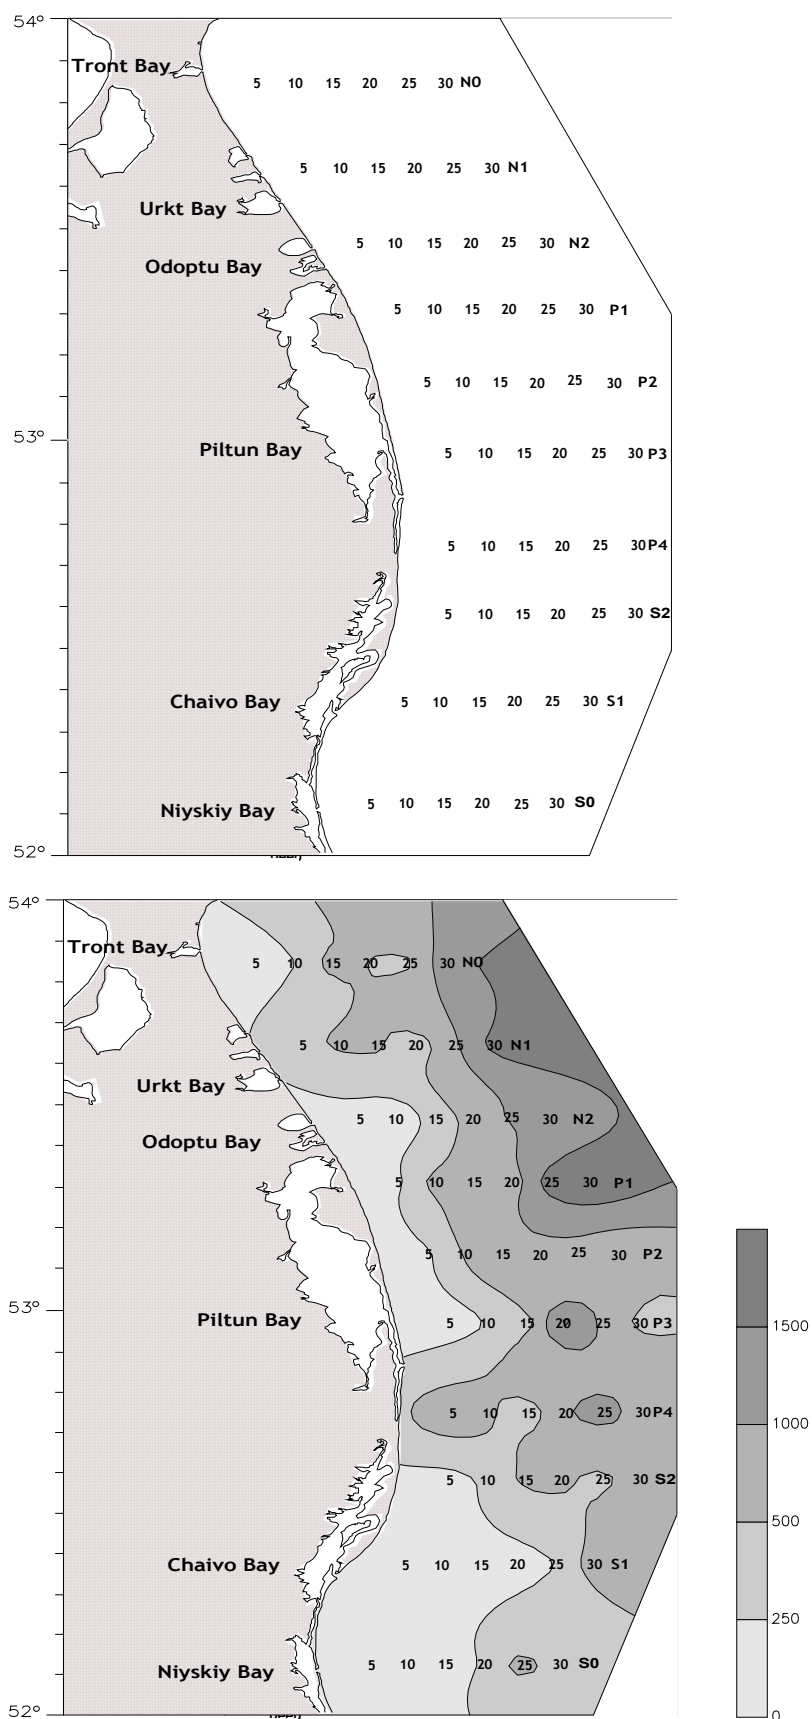 54°
Tront Bay
5 10 15 20 25 30 N0
5 10 15 20 25 30 N1
Urkt Bay
5 10 15 20 25 30 N2
Odoptu Bay
5 10 15 20 25 30 P1
5 10 15 20 25 30 P2
53°
Piltun Bay
5 10 15 20 25 30 P3
5 10 15 20 25 30 P4
5 10 15 20 25 30 S2
Chaivo Bay
5 10 15 20 25 30 S1
Niyskiy Bay
5 10 15 20 25 30 S0
52°
54°
Tront Bay
5 10 15 20 25 30 N0
5 10 15 20 25 30 N1
Urkt Bay
5 10 15 20 25 30 N2
Odoptu Bay
5 10 15 20 25 30 P1
5 10 15 20 25 30 P2
53°
Piltun Bay
5 10 15 20 25 30 P3
1500
5 10 15 20 25 30 P4
1000
5 10 15 20 25 30 S2
500
Chaivo Bay
5 10 15 20 25 30 S1
250
Niyskiy Bay
5 10 15 20 25 30 S0
52°
0